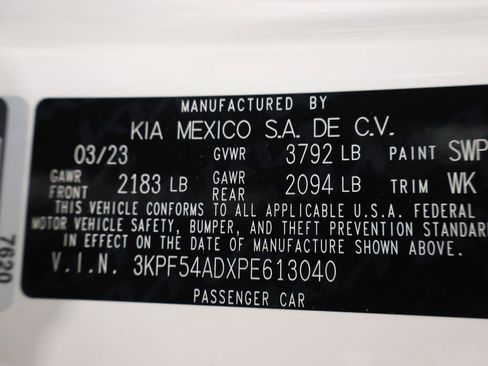 MANUFACTURED BY
KIA MEXICO S.A. DE C.V.
03/23 GVWR 3792 LB PAINT SWP
GAWR FRONT 2183 LB GAWR REAR 2094 LB TRIM WK
THIS VEHICLE CONFORMS TO ALL APPLICABLE U.S.A. FEDERAL
MOTOR VEHICLE SAFETY, BUMPER, AND THEFT PREVENTION STANDARD
IN EFFECT ON THE DATE OF MANUFACTURE SHOWN ABOVE.
V.I.N. 3KPF54ADXPE613040
PASSENGER CAR
7620